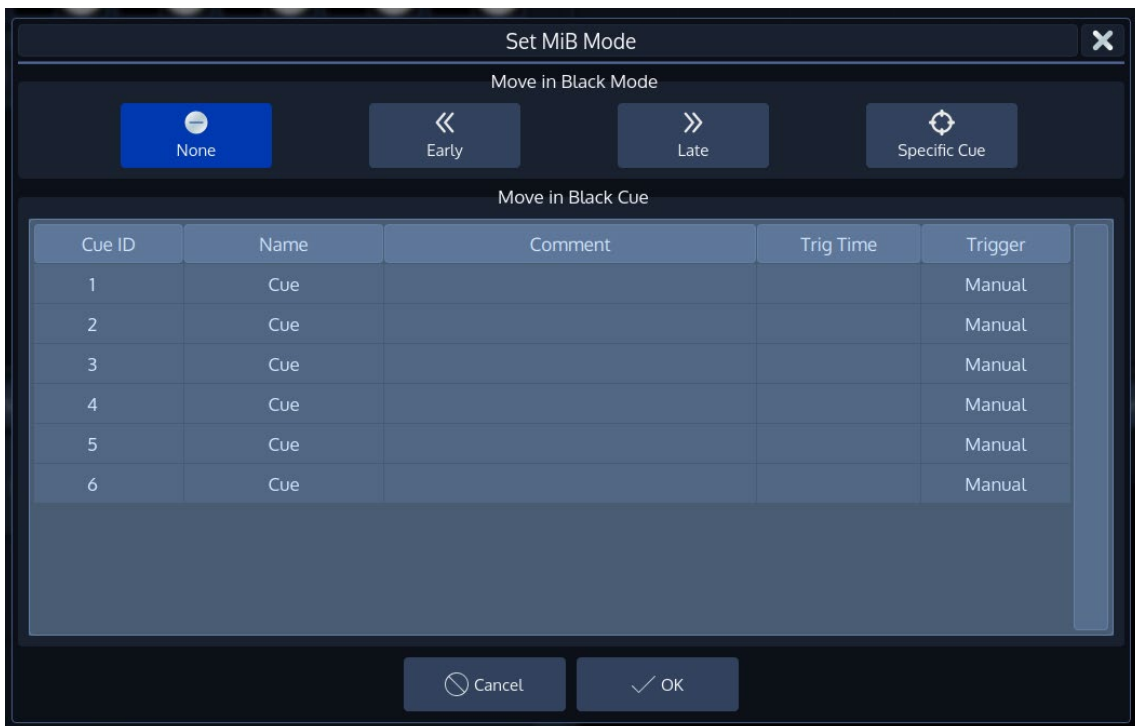 Set MiB Mode
Move in Black Mode
None Early Late Specific Cue
Move in Black Cue
Cue ID Name Comment Trig Time Trigger
1 Cue Manual
2 Cue Manual
3 Cue Manual
4 Cue Manual
5 Cue Manual
6 Cue Manual
Cancel OK